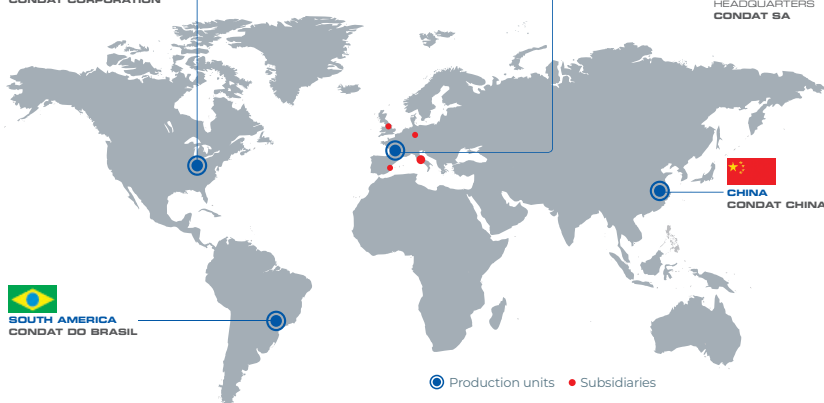 CONDAT CORPORATION
HEADQUARTERS
CONDAT SA
CHINA
CONDAT CHINA
SOUTH AMERICA
CONDAT DO BRASIL
Production units
Subsidiaries